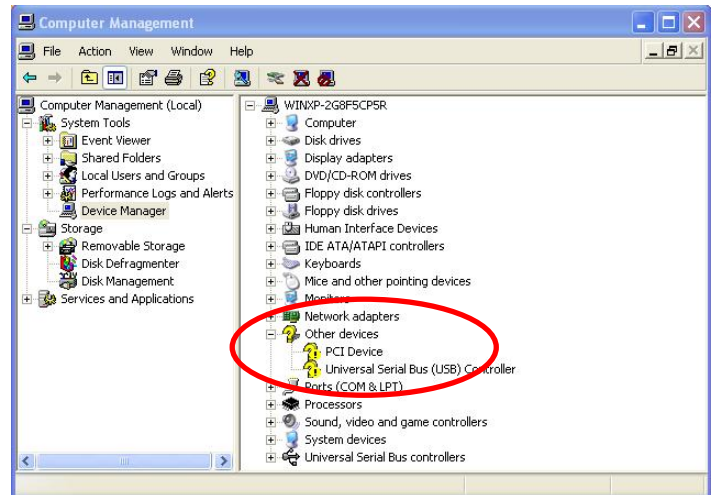 Computer Management
File Action View Window Help
Computer Management (Local)
System Tools
Event Viewer
Shared Folders
Local Users and Groups
Performance Logs and Alerts
Device Manager
Storage
Removable Storage
Disk Defragmenter
Disk Management
Services and Applications
WINXP-2G8F5CP5R
Computer
Disk drives
Display adapters
DVD/CD-ROM drives
Floppy disk controllers
Floppy disk drives
Human Interface Devices
IDE ATA/ATAPI controllers
Keyboards
Mice and other pointing devices
Monitors
Network adapters
Other devices
PCI Device
Universal Serial Bus (USB) Controller
Ports (COM & LPT)
Processors
Sound, video and game controllers
System devices
Universal Serial Bus controllers